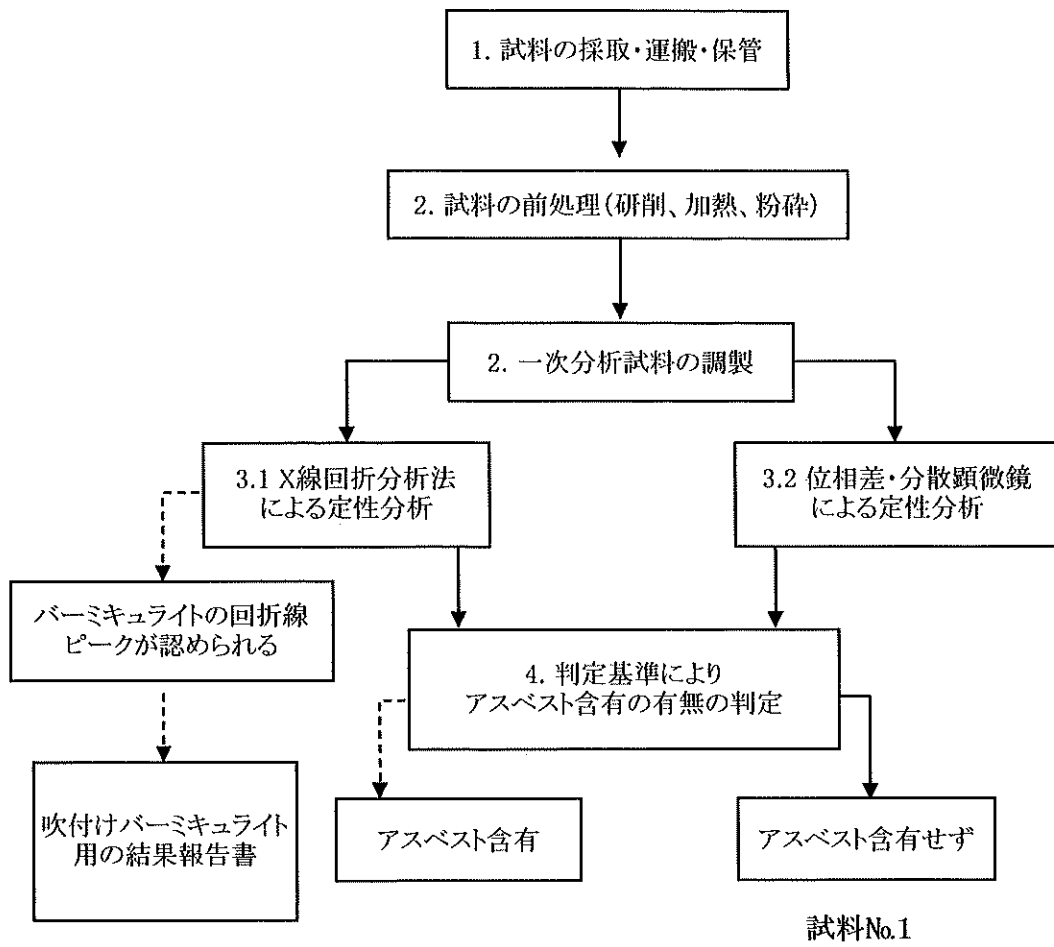 1. 試料の採取・運搬・保管
2. 試料の前処理(研削、加熱、粉砕)
2. 一次分析試料の調製
3.1 X線回折分析法
による定性分析
3.2 位相差・分散顕微鏡
による定性分析
バーミキュライトの回折線
ピークが認められる
4. 判定基準により
アスベスト含有の有無の判定
吹付けバーミキュライト
用の結果報告書
アスベスト含有
アスベスト含有せず
試料No.1